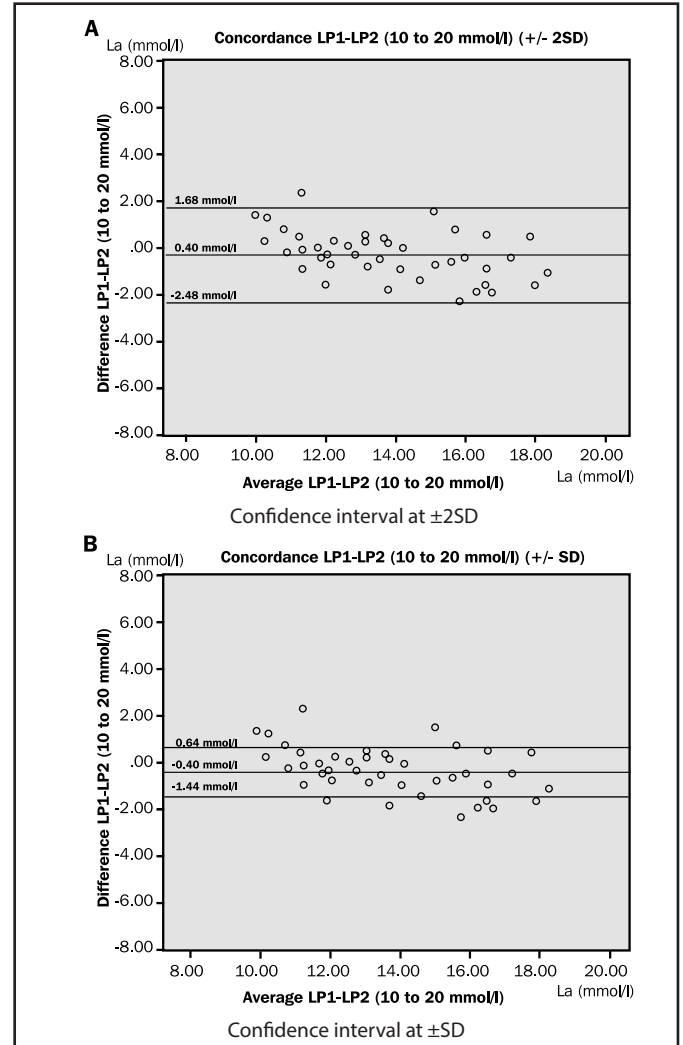 A
La (mmol/l)
Concordance LP1-LP2 (10 to 20 mmol/l) (+/- 2SD)
Difference LP1-LP2 (10 to 20 mmol/l)
8.00
6.00
4.00
2.00
.00
-2.00
-4.00
-6.00
-8.00
1.68 mmol/l
0.40 mmol/l
-2.48 mmol/l
8.00 10.00 12.00 14.00 16.00 18.00 20.00
La (mmol/l)
Average LP1-LP2 (10 to 20 mmol/l)
Confidence interval at ±2SD
B
La (mmol/l)
Concordance LP1-LP2 (10 to 20 mmol/l) (+/- SD)
Difference LP1-LP2 (10 to 20 mmol/l)
8.00
6.00
4.00
2.00
.00
-2.00
-4.00
-6.00
-8.00
0.64 mmol/l
-0.40 mmol/l
-1.44 mmol/l
8.00 10.00 12.00 14.00 16.00 18.00 20.00
La (mmol/l)
Average LP1-LP2 (10 to 20 mmol/l)
Confidence interval at ±SD